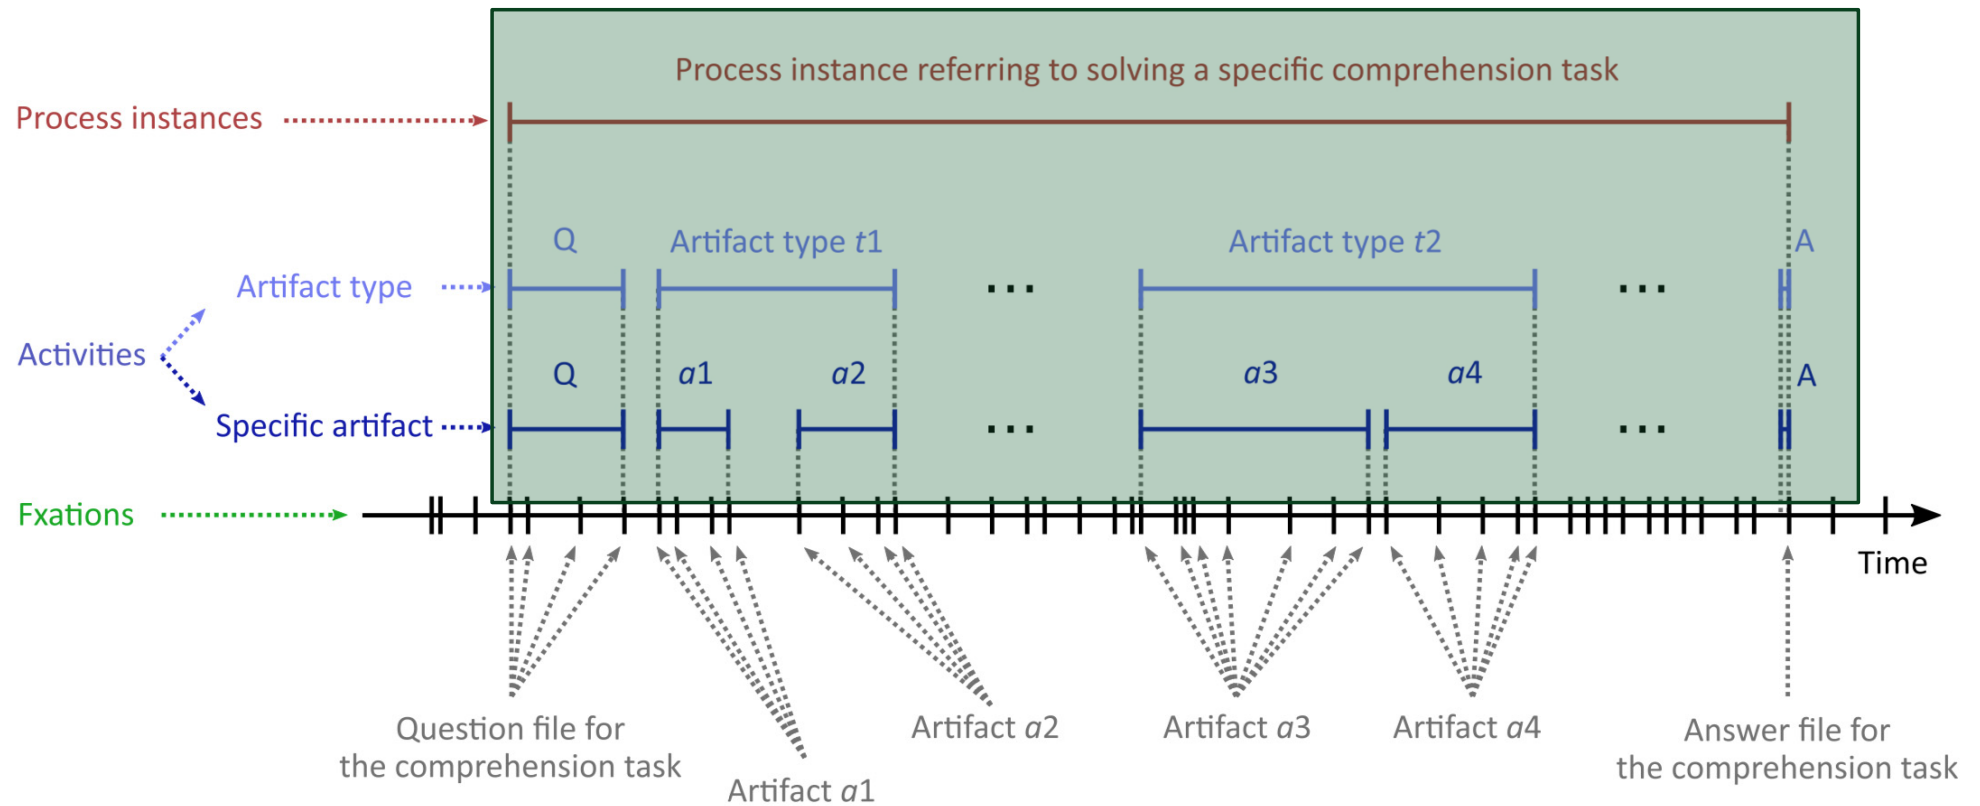 Process instance referring to solving a specific comprehension task
Process instances
Q
Artifact type t1
Artifact type t2
A
Artifact type
...
...
Activities
Q
a1
a2
a3
a4
A
Specific artifact
...
...
Fxations
Time
Question file for
the comprehension task
Artifact a1
Artifact a2
Artifact a3
Artifact a4
Answer file for
the comprehension task